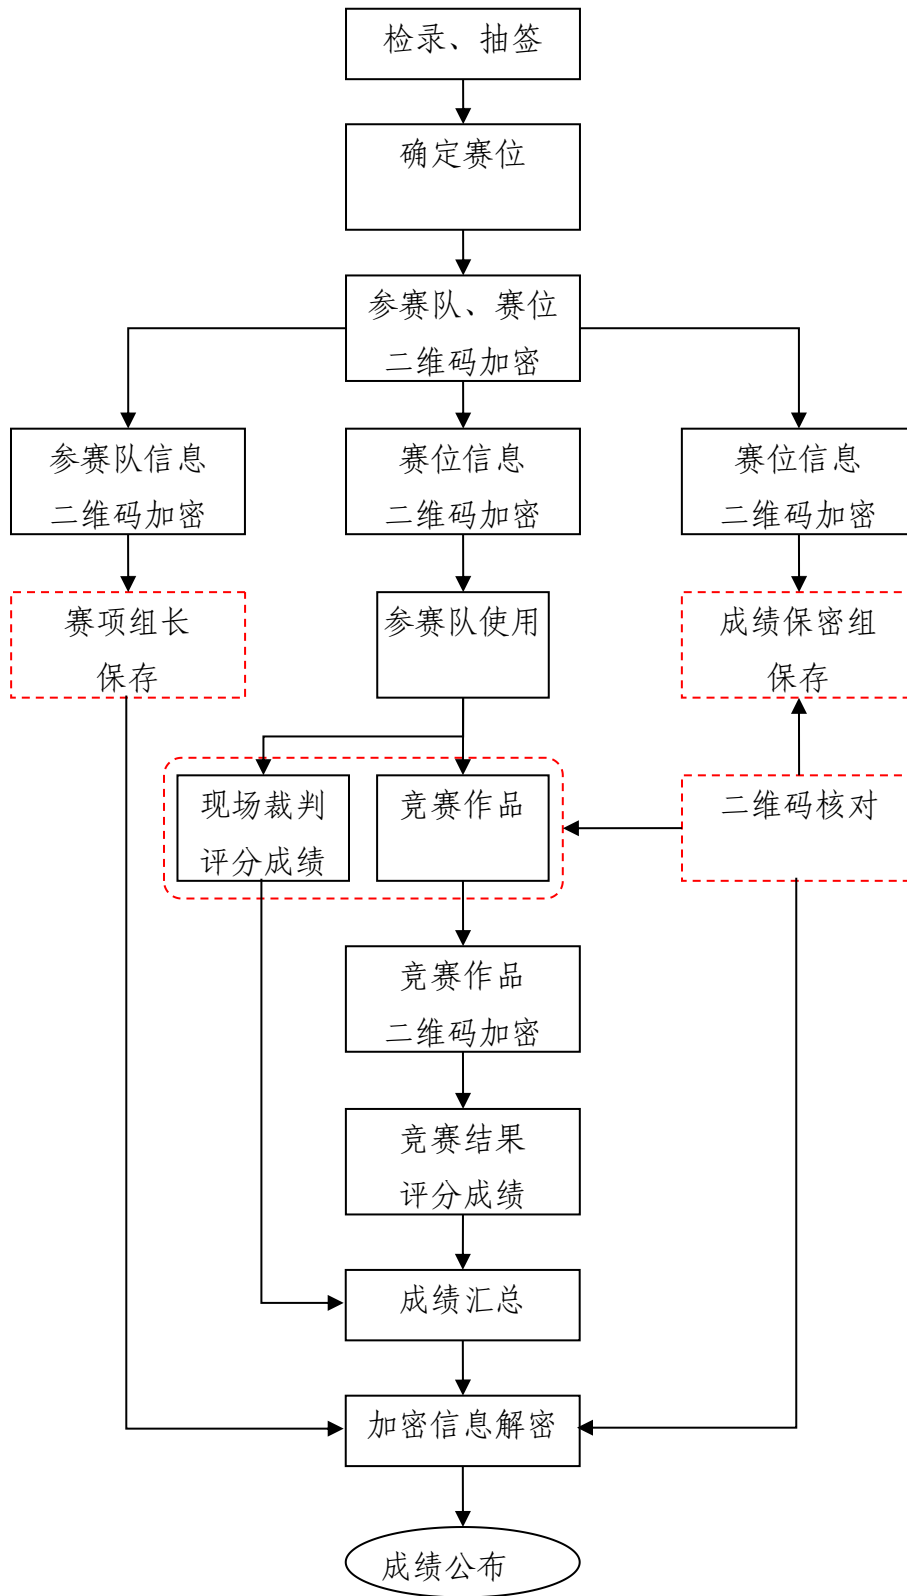 检录、抽签
确定赛位
参赛队、赛位
二维码加密
参赛队信息
二维码加密
赛位信息
二维码加密
赛位信息
二维码加密
赛项组长
保存
参赛队使用
成绩保密组
保存
现场裁判
评分成绩
竞赛作品
二维码核对
竞赛作品
二维码加密
竞赛结果
评分成绩
成绩汇总
加密信息解密
成绩公布